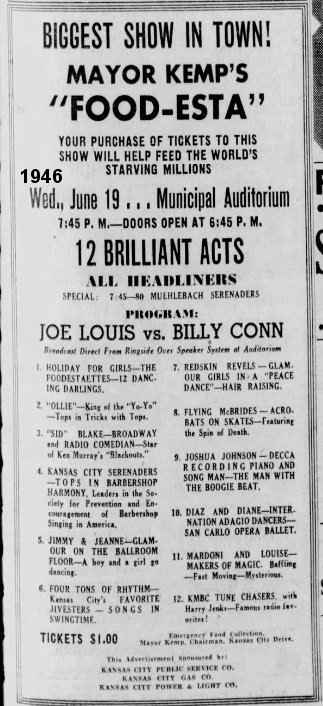 BIGGEST SHOW IN TOWN!
MAYOR KEMP'S
"FOOD-ESTA"
YOUR PURCHASE OF TICKETS TO THIS
SHOW WILL HELP FEED THE WORLD'S
STARVING MILLIONS
1946
Wed., June 19 . . . Municipal Auditorium
7:45 P. M.—DOORS OPEN AT 6:45 P. M.
12 BRILLIANT ACTS
ALL HEADLINERS
SPECIAL: 7:45—80 MUEHLEBACH SERENADERS
PROGRAM:
JOE LOUIS vs. BILLY CONN
Broadcast Direct From Ringside Over Speaker System at Auditorium
1. HOLIDAY FOR GIRLS—THE
FOODESTAETTES—12 DANC-
ING DARLINGS.
2. "OLLIE"—King of the "Yo-Yo"
—Tops in Tricks with Tops.
3. "SID" BLAKE—BROADWAY
and RADIO COMEDIAN—Star
of Ken Murray's "Blackouts."
4. KANSAS CITY SERENADERS
—TOPS IN BARBERSHOP
HARMONY. Leaders in the So-
ciety for Prevention and En-
couragement of Barbershop
Singing in America.
5. JIMMY & JEANNE—GLAM-
OUR ON THE BALLROOM
FLOOR—A boy and a girl go
dancing.
6. FOUR TONS OF RHYTHM—
Kansas City's FAVORITE
JIVESTERS — SONGS IN
SWINGTIME.
7. REDSKIN REVELS — GLAM-
OUR GIRLS IN A "PEACE
DANCE"—HAIR RAISING.
8. FLYING McBRIDES — ACRO-
BATS ON SKATES—Featuring
the Spin of Death.
9. JOSHUA JOHNSON — DECCA
RECORDING PIANO AND
SONG MAN—THE MAN WITH
THE BOOGIE BEAT.
10. DIAZ AND DIANE—INTER-
NATION ADAGIO DANCERS—
SAN CARLO OPERA BALLET.
11. MARDONI AND LOUISE—
MAKERS OF MAGIC. Baffling
—Fast Moving—Mysterious.
12. KMBC TUNE CHASERS, with
Harry Jenks—Famous radio fav-
orites!
TICKETS $1.00
Emergency Food Collection,
Mayor Kemp, Chairman, Kansas City Drive.
This Advertisement Sponsored by:
KANSAS CITY PUBLIC SERVICE CO.
KANSAS CITY GAS CO.
KANSAS CITY POWER & LIGHT CO.